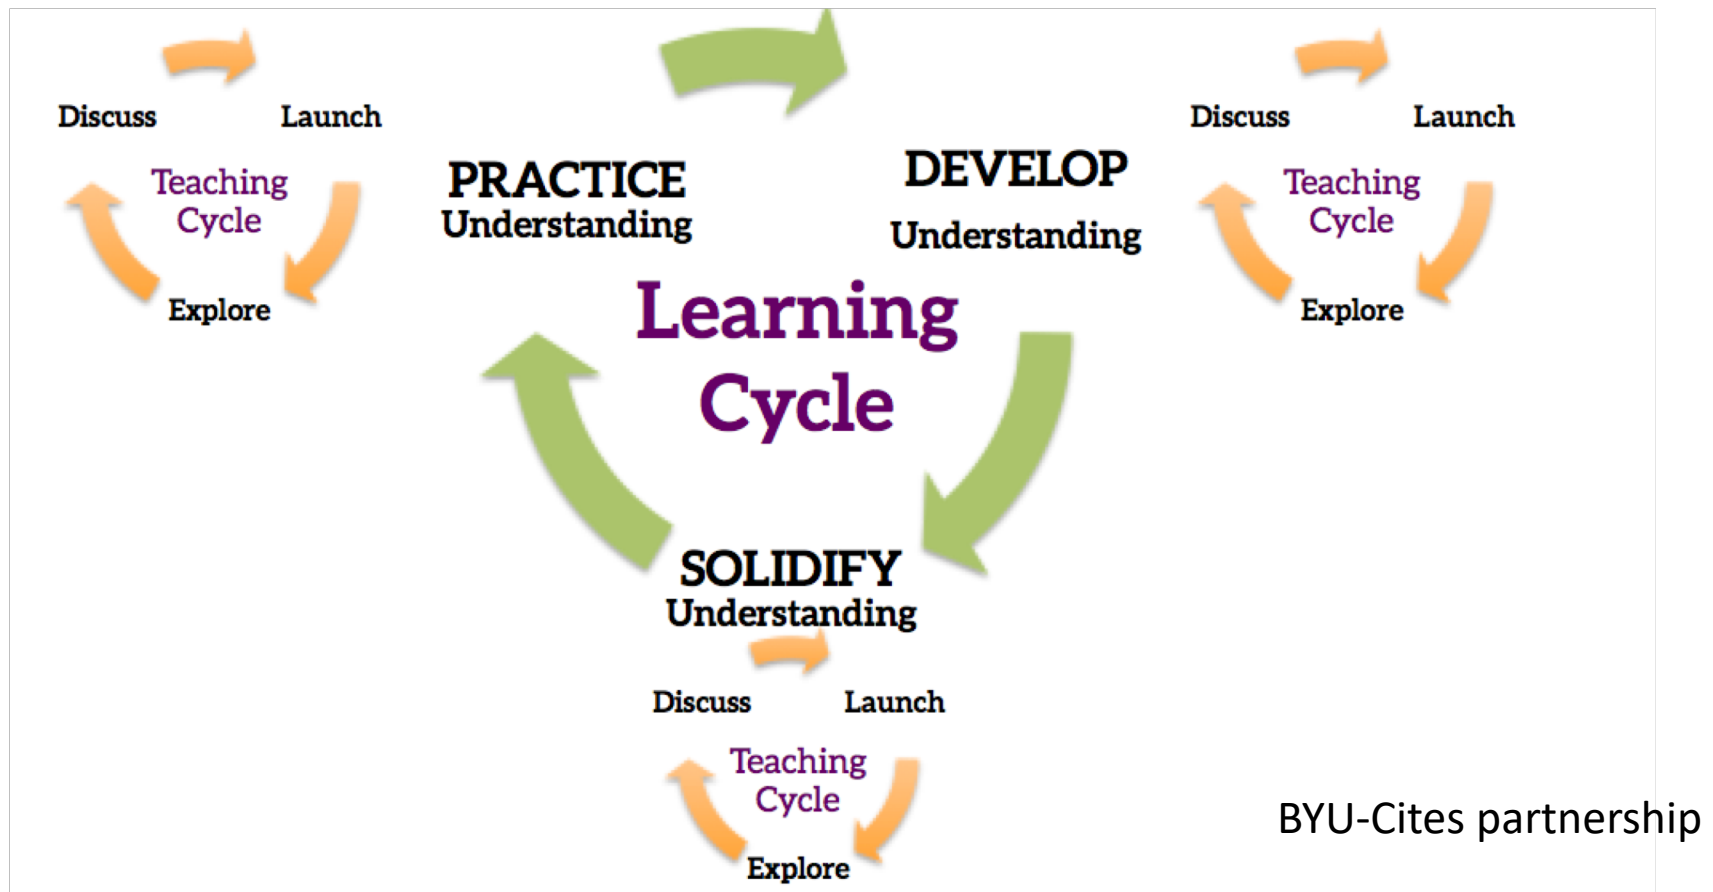 Discuss
Launch
Teaching
Cycle
Explore
PRACTICE
Understanding
DEVELOP
Understanding
Discuss
Launch
Teaching
Cycle
Explore
Learning
Cycle
SOLIDIFY
Understanding
Discuss
Launch
Teaching
Cycle
Explore
BYU-Cites partnership